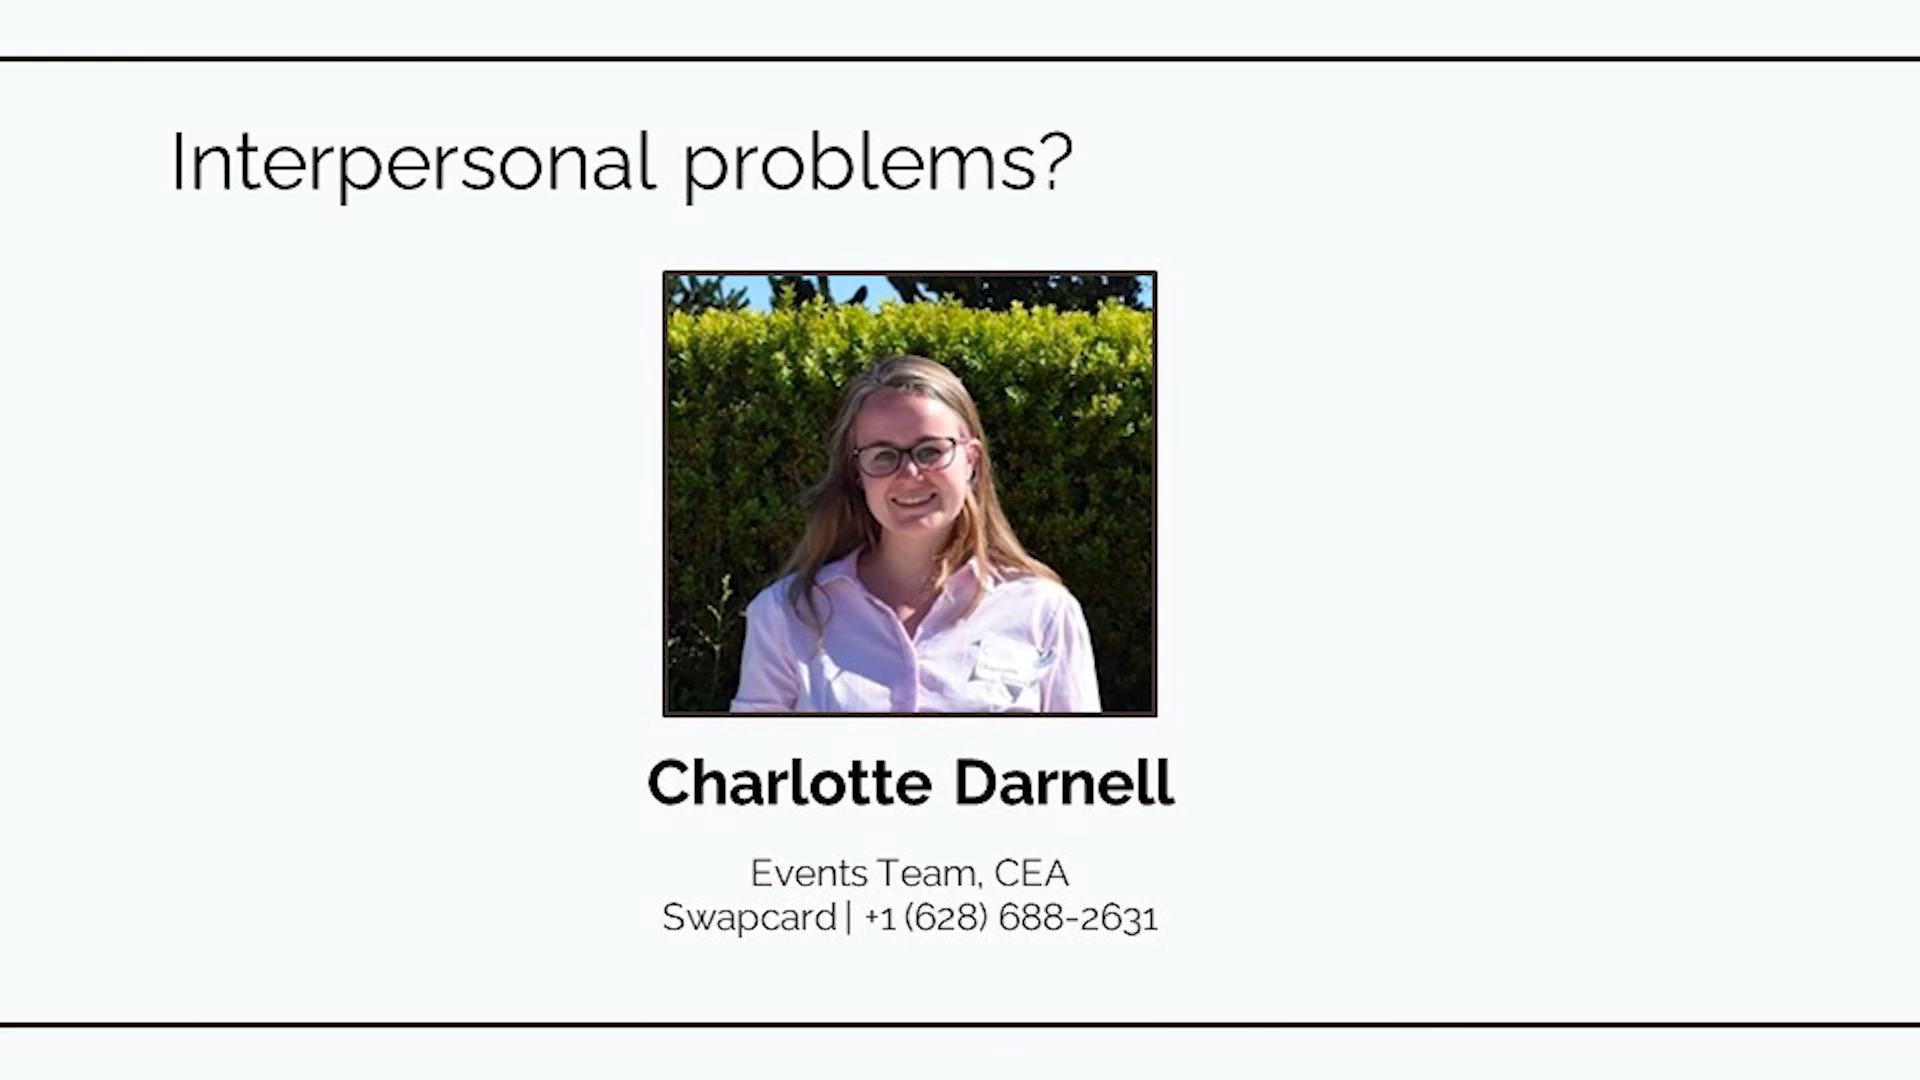 Interpersonal problems?
Charlotte Darnell
Events Team, CEA
Swapcard | +1 (628) 688-2631